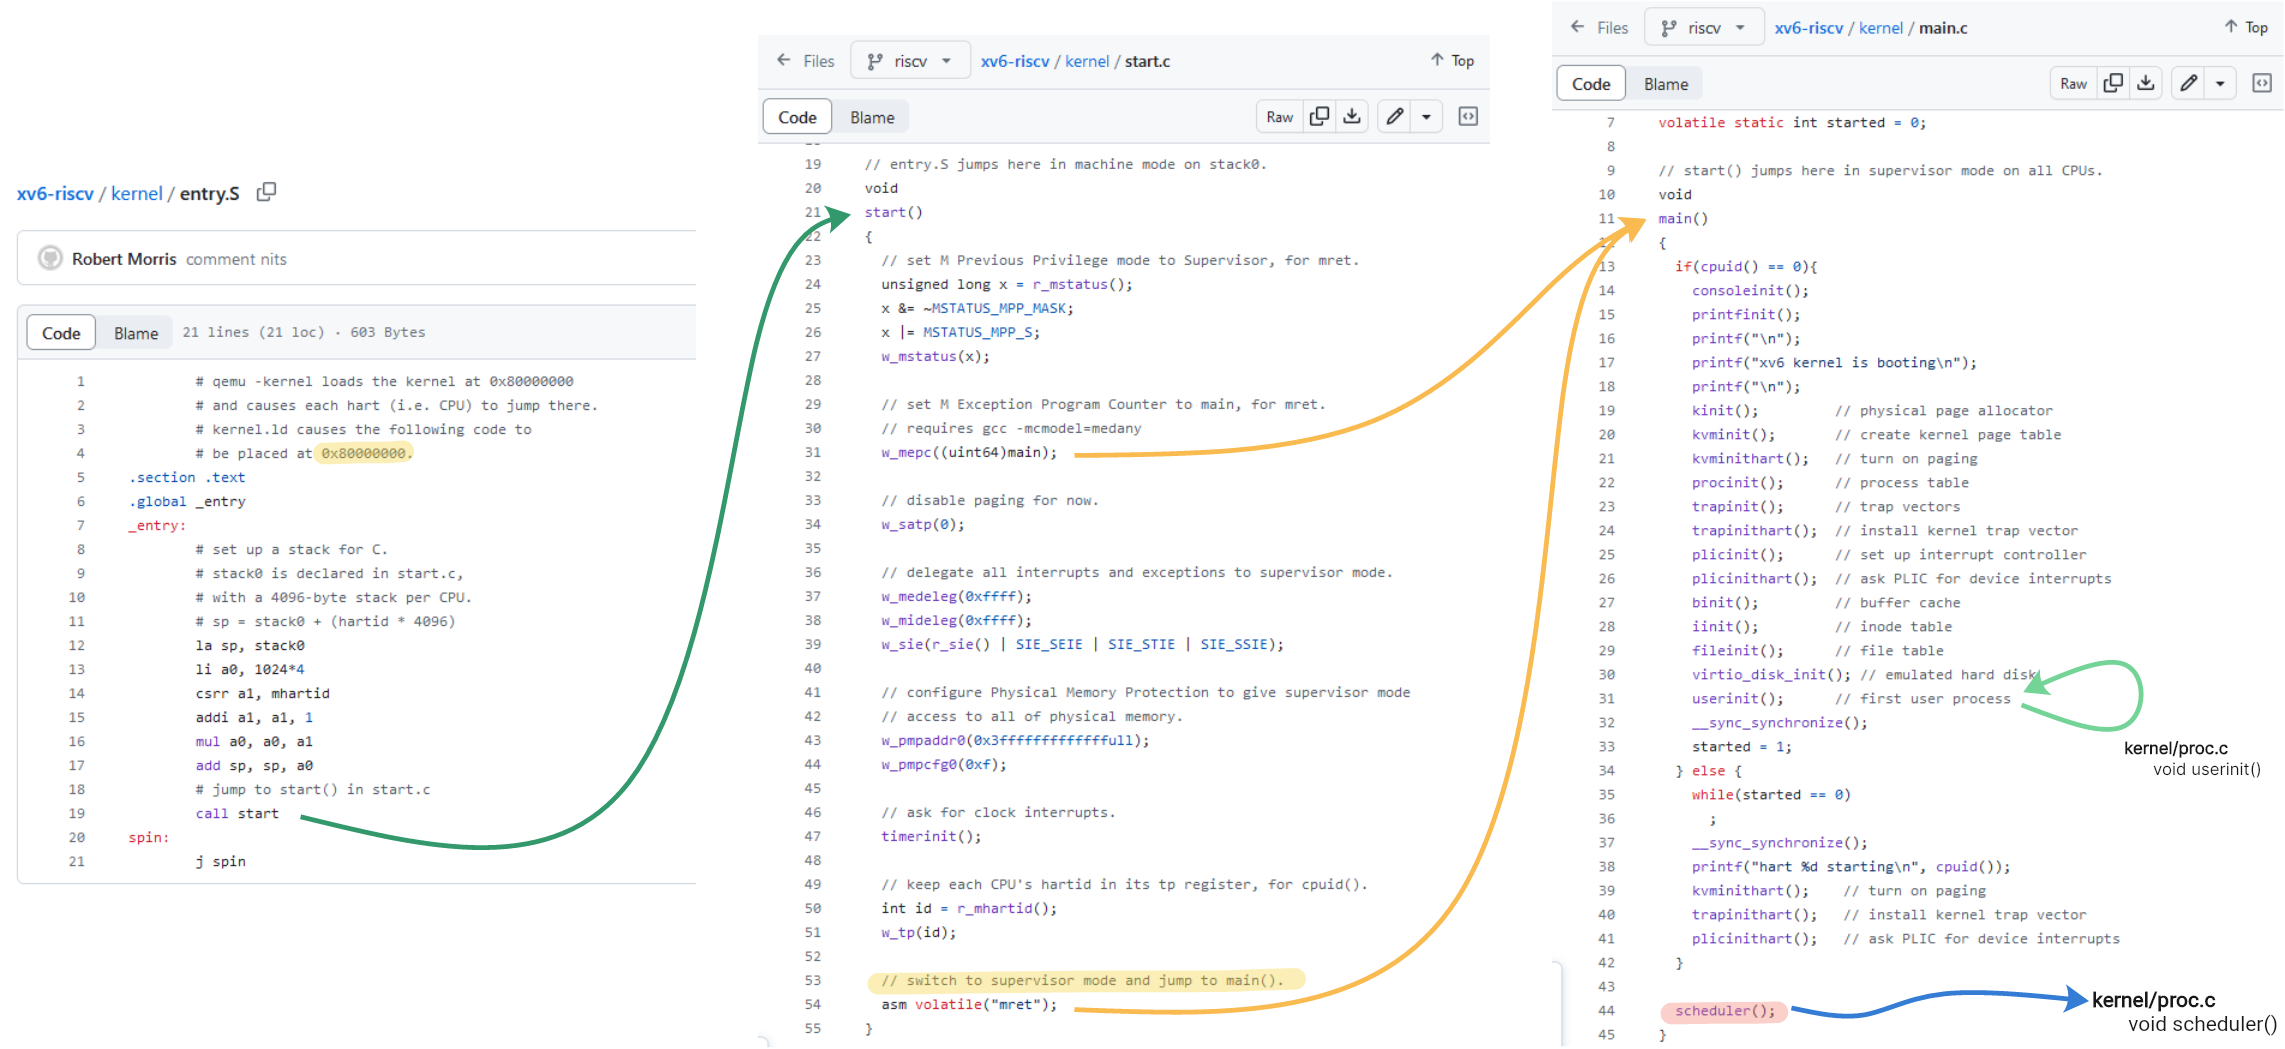 xv6-riscv / kernel / entry.S
Robert Morris comment nits
Code Blame 21 lines (21 loc) · 603 Bytes
1 # qemu -kernel loads the kernel at 0x80000000
2 # and causes each hart (i.e. CPU) to jump there.
3 # kernel.ld causes the following code to
4 # be placed at 0x80000000.
5 .section .text
6 .global _entry
7 _entry:
8 # set up a stack for C.
9 # stack0 is declared in start.c,
10 # with a 4096-byte stack per CPU.
11 # sp = stack0 + (hartid * 4096)
12 la sp, stack0
13 li a0, 1024*4
14 csrr a1, mhartid
15 addi a1, a1, 1
16 mul a0, a0, a1
17 add sp, sp, a0
18 # jump to start() in start.c
19 call start
20 spin:
21 j spin
Files riscv xv6-riscv / kernel / start.c Top
Code Blame Raw
19 // entry.S jumps here in machine mode on stack0.
20 void
21 start()
22 {
23 // set M Previous Privilege mode to Supervisor, for mret.
24 unsigned long x = r_mstatus();
25 x &= ~MSTATUS_MPP_MASK;
26 x |= MSTATUS_MPP_S;
27 w_mstatus(x);
28
29 // set M Exception Program Counter to main, for mret.
30 // requires gcc -mcmodel=medany
31 w_mepc((uint64)main);
32
33 // disable paging for now.
34 w_satp(0);
35
36 // delegate all interrupts and exceptions to supervisor mode.
37 w_medeleg(0xffff);
38 w_mideleg(0xffff);
39 w_sie(r_sie() | SIE_SEIE | SIE_STIE | SIE_SSIE);
40
41 // configure Physical Memory Protection to give supervisor mode
42 // access to all of physical memory.
43 w_pmpaddr0(0x3fffffffffffffull);
44 w_pmpcfg0(0xf);
45
46 // ask for clock interrupts.
47 timerinit();
48
49 // keep each CPU's hartid in its tp register, for cpuid().
50 int id = r_mhartid();
51 w_tp(id);
52
53 // switch to supervisor mode and jump to main().
54 asm volatile("mret");
55 }
Files riscv xv6-riscv / kernel / main.c Top
Code Blame Raw
7 volatile static int started = 0;
8
9 // start() jumps here in supervisor mode on all CPUs.
10 void
11 main()
12 {
13 if(cpuid() == 0){
14 consoleinit();
15 printfinit();
16 printf("\n");
17 printf("xv6 kernel is booting\n");
18 printf("\n");
19 kinit(); // physical page allocator
20 kvminit(); // create kernel page table
21 kvminithart(); // turn on paging
22 procinit(); // process table
23 trapinit(); // trap vectors
24 trapinithart(); // install kernel trap vector
25 plicinit(); // set up interrupt controller
26 plicinithart(); // ask PLIC for device interrupts
27 binit(); // buffer cache
28 iinit(); // inode table
29 fileinit(); // file table
30 virtio_disk_init(); // emulated hard disk
31 userinit(); // first user process
32 __sync_synchronize();
33 started = 1;
34 } else {
35 while(started == 0)
36 ;
37 __sync_synchronize();
38 printf("hart %d starting\n", cpuid());
39 kvminithart(); // turn on paging
40 trapinithart(); // install kernel trap vector
41 plicinithart(); // ask PLIC for device interrupts
42 }
43
44 scheduler();
45 }
kernel/proc.c
void userinit()
kernel/proc.c
void scheduler()